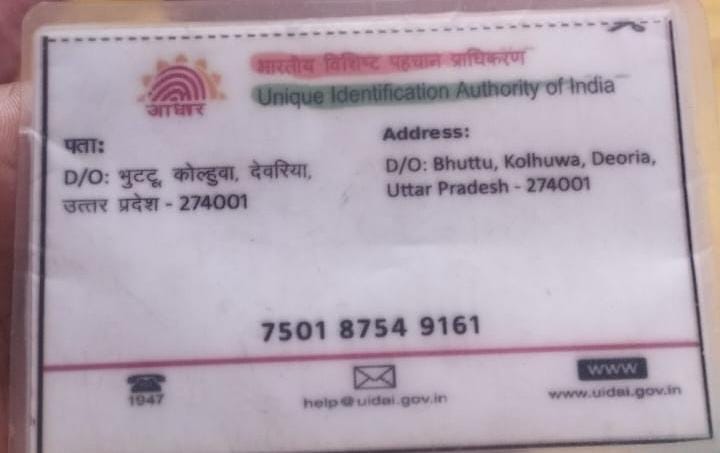 आधार
भारतीय विशिष्ट पहचान प्राधिकरण
Unique Identification Authority of India
पता:
D/O: भुटटू, कोल्हुवा, देवरिया,
उत्तर प्रदेश - 274001
Address:
D/O: Bhuttu, Kolhuwa, Deoria,
Uttar Pradesh - 274001
7501 8754 9161
1947
help@uidai.gov.in
www
www.uidai.gov.in